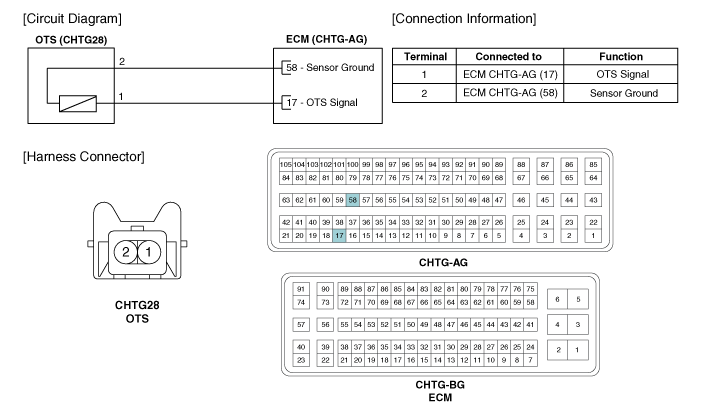 [Circuit Diagram]
[Connection Information]
OTS (CHTG28)
ECM (CHTG-AG)
2
58 - Sensor Ground
1
17 - OTS Signal
Terminal Connected to Function
1 ECM CHTG-AG (17) OTS Signal
2 ECM CHTG-AG (58) Sensor Ground
[Harness Connector]
2 1
CHTG28
OTS
105 104 103 102 101 100 99 98 97 96 95 94 93 92 91 90 89 88 87 86 85
84 83 82 81 80 79 78 77 76 75 74 73 72 71 70 69 68 67 66 65 64
63 62 61 60 59 58 57 56 55 54 53 52 51 50 49 48 47 46 45 44 43
42 41 40 39 38 37 36 35 34 33 32 31 30 29 28 27 26 25 24 23 22
21 20 19 18 17 16 15 14 13 12 11 10 9 8 7 6 5 4 3 2 1
CHTG-AG
91 90 89 88 87 86 85 84 83 82 81 80 79 78 77 76 75
74 73 72 71 70 69 68 67 66 65 64 63 62 61 60 59 58
6 5
57 56 55 54 53 52 51 50 49 48 47 46 45 44 43 42 41
4 3
40 39 38 37 36 35 34 33 32 31 30 29 28 27 26 25 24
23 22 21 20 19 18 17 16 15 14 13 12 11 10 9 8 7
2 1
CHTG-BG
ECM